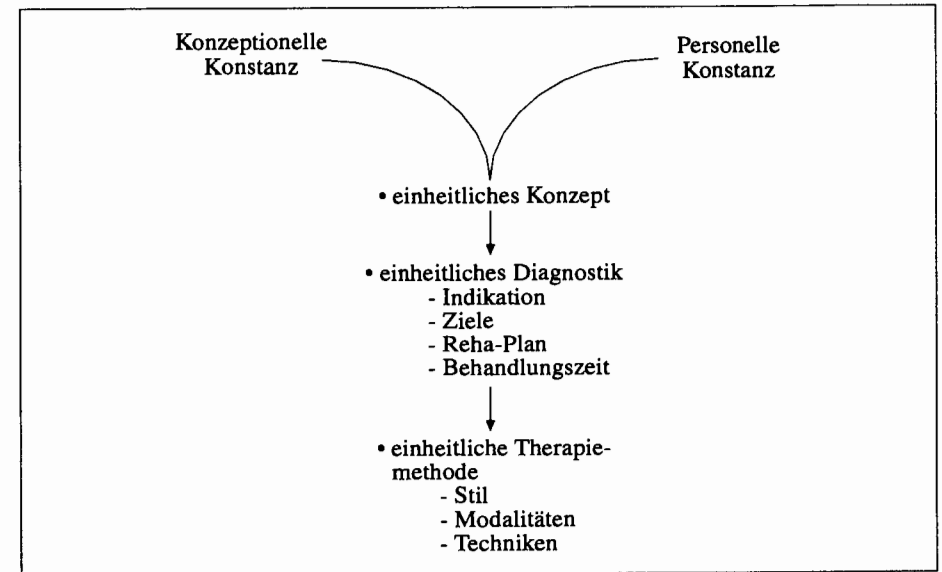 Konzeptionelle
Konstanz
Personelle
Konstanz
• einheitliches Konzept
• einheitliches Diagnostik
- Indikation
- Ziele
- Reha-Plan
- Behandlungszeit
• einheitliche Therapie-
methode
- Stil
- Modalitäten
- Techniken